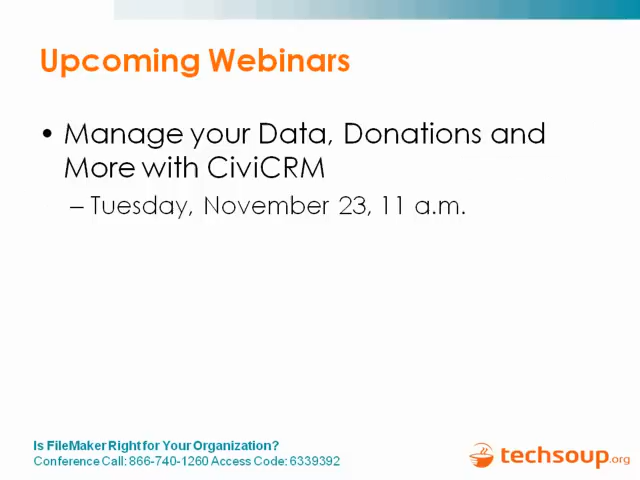 Upcoming Webinars
• Manage your Data, Donations and
More with CiviCRM
– Tuesday, November 23, 11 a.m.
Is FileMaker Right for Your Organization?
Conference Call: 866-740-1260 Access Code: 6339392
techsoup.org